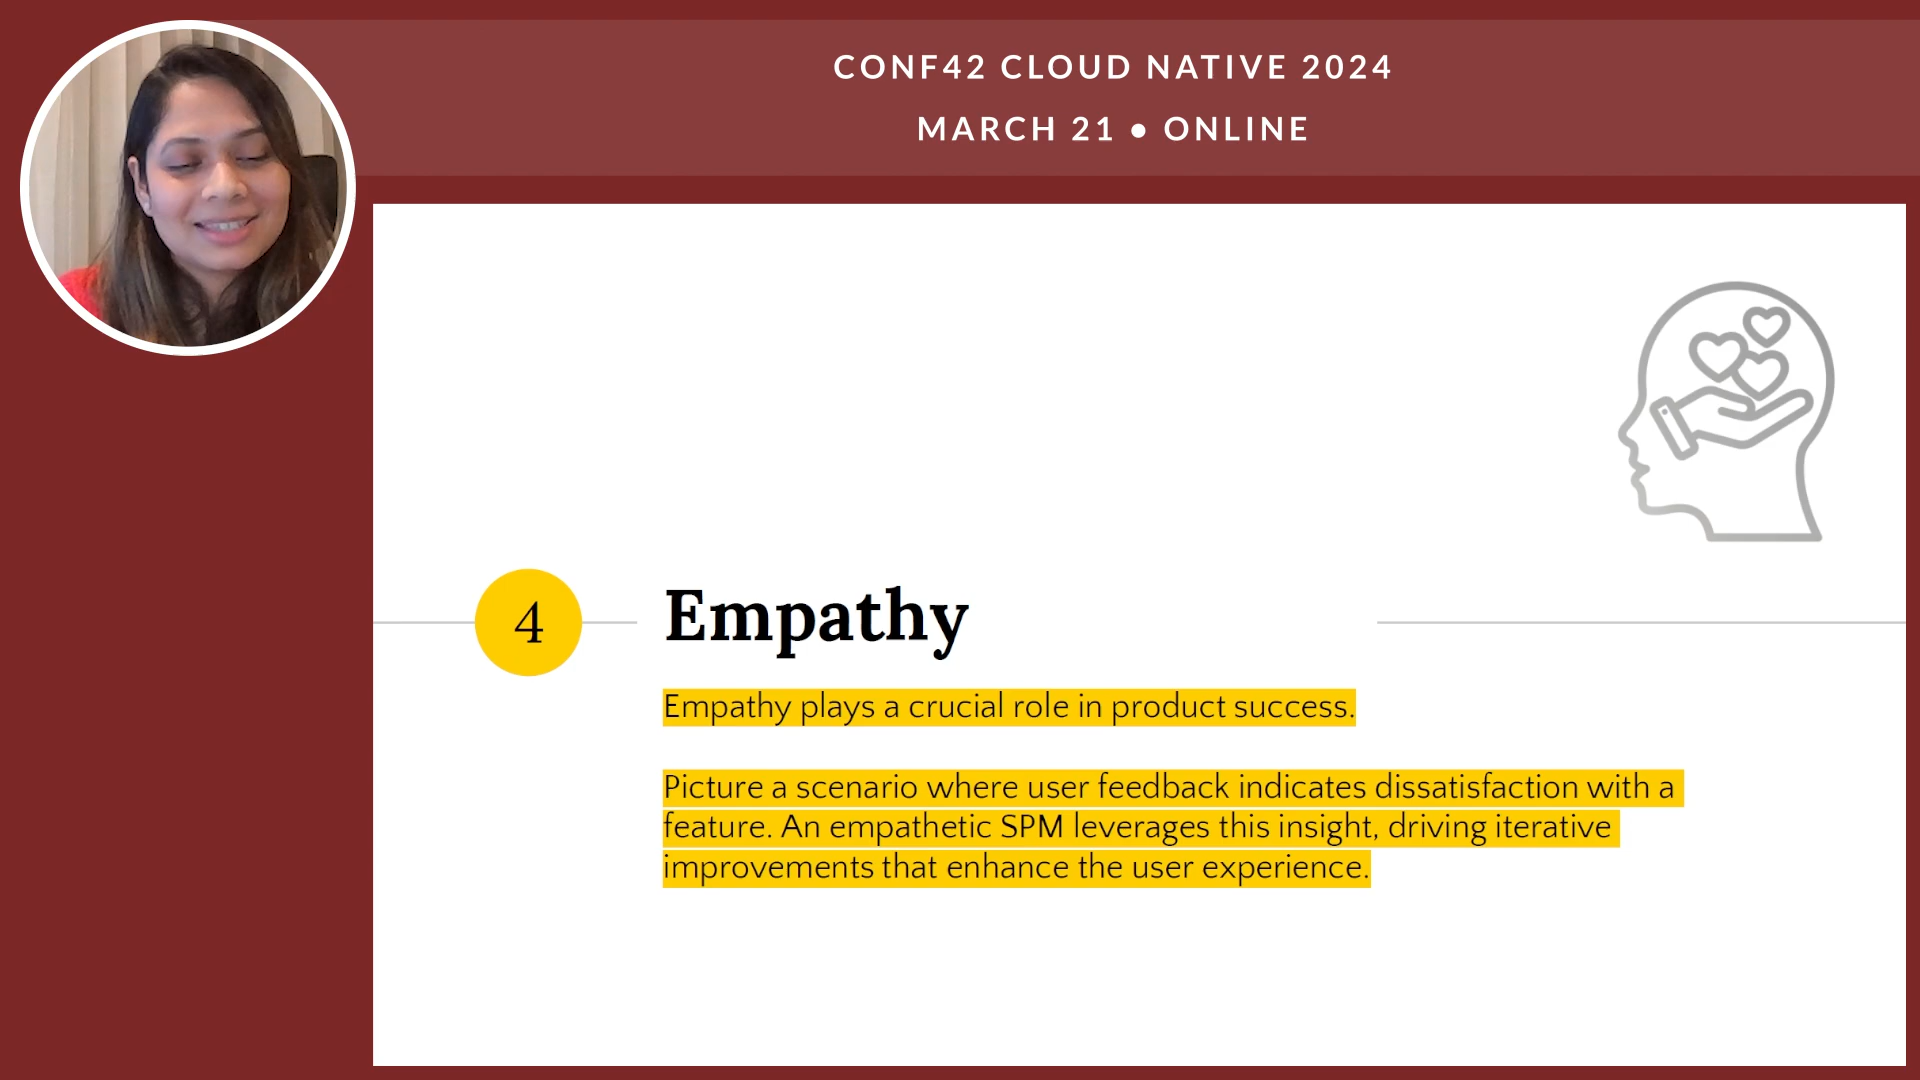 CONF42 CLOUD NATIVE 2024
MARCH 21 • ONLINE
4
Empathy
Empathy plays a crucial role in product success.
Picture a scenario where user feedback indicates dissatisfaction with a
feature. An empathetic SPM leverages this insight, driving iterative
improvements that enhance the user experience.